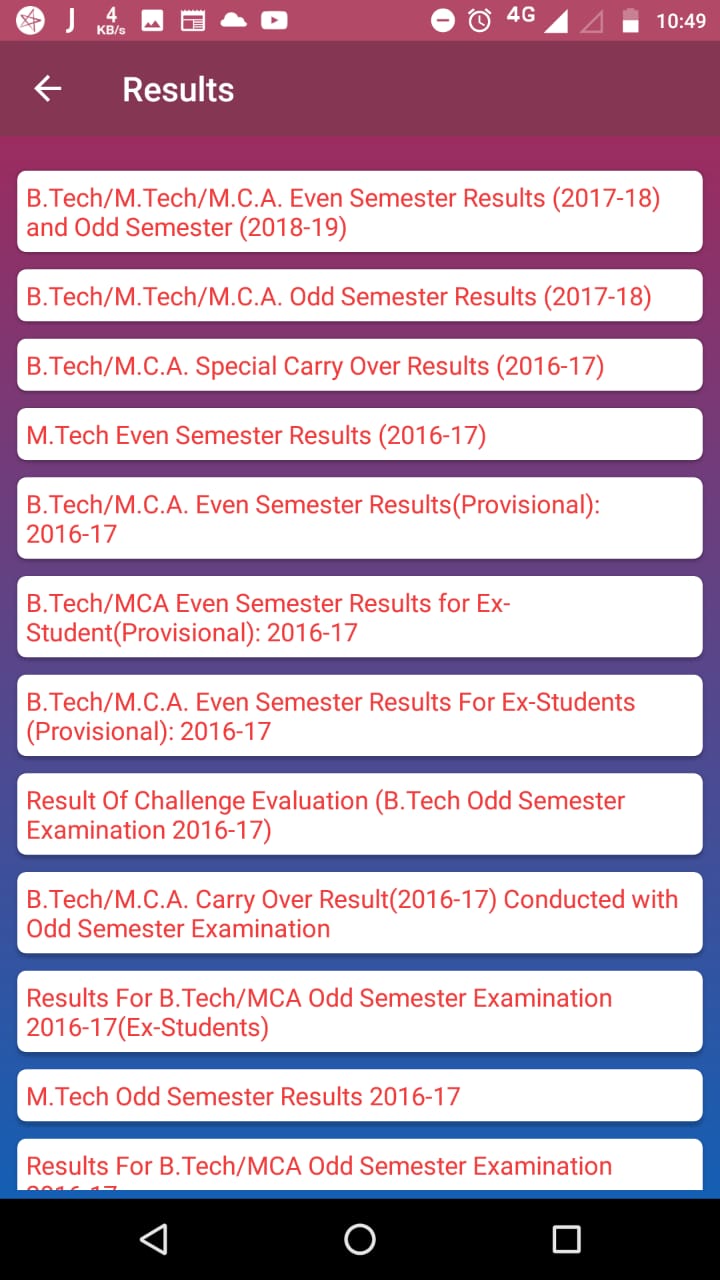 J
4
KB/s
4G
10:49
Results
B.Tech/M.Tech/M.C.A. Even Semester Results (2017-18)
and Odd Semester (2018-19)
B.Tech/M.Tech/M.C.A. Odd Semester Results (2017-18)
B.Tech/M.C.A. Special Carry Over Results (2016-17)
M.Tech Even Semester Results (2016-17)
B.Tech/M.C.A. Even Semester Results(Provisional):
2016-17
B.Tech/MCA Even Semester Results for Ex-
Student(Provisional): 2016-17
B.Tech/M.C.A. Even Semester Results For Ex-Students
(Provisional): 2016-17
Result Of Challenge Evaluation (B.Tech Odd Semester
Examination 2016-17)
B.Tech/M.C.A. Carry Over Result(2016-17) Conducted with
Odd Semester Examination
Results For B.Tech/MCA Odd Semester Examination
2016-17(Ex-Students)
M.Tech Odd Semester Results 2016-17
Results For B.Tech/MCA Odd Semester Examination